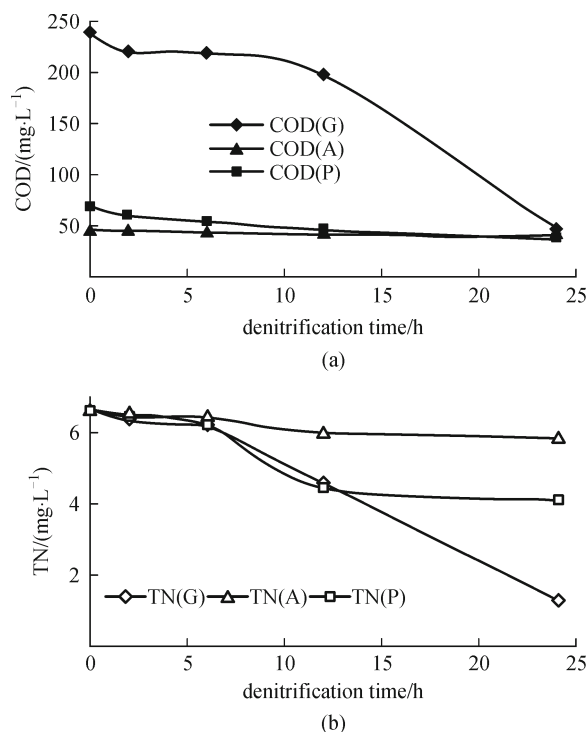 250
200
150
100
50
COD/(mg·L⁻¹)
COD(G)
COD(A)
COD(P)
0 5 10 15 20 25
denitrification time/h
(a)
6
4
2
TN/(mg·L⁻¹)
TN(G) TN(A) TN(P)
0 5 10 15 20 25
denitrification time/h
(b)